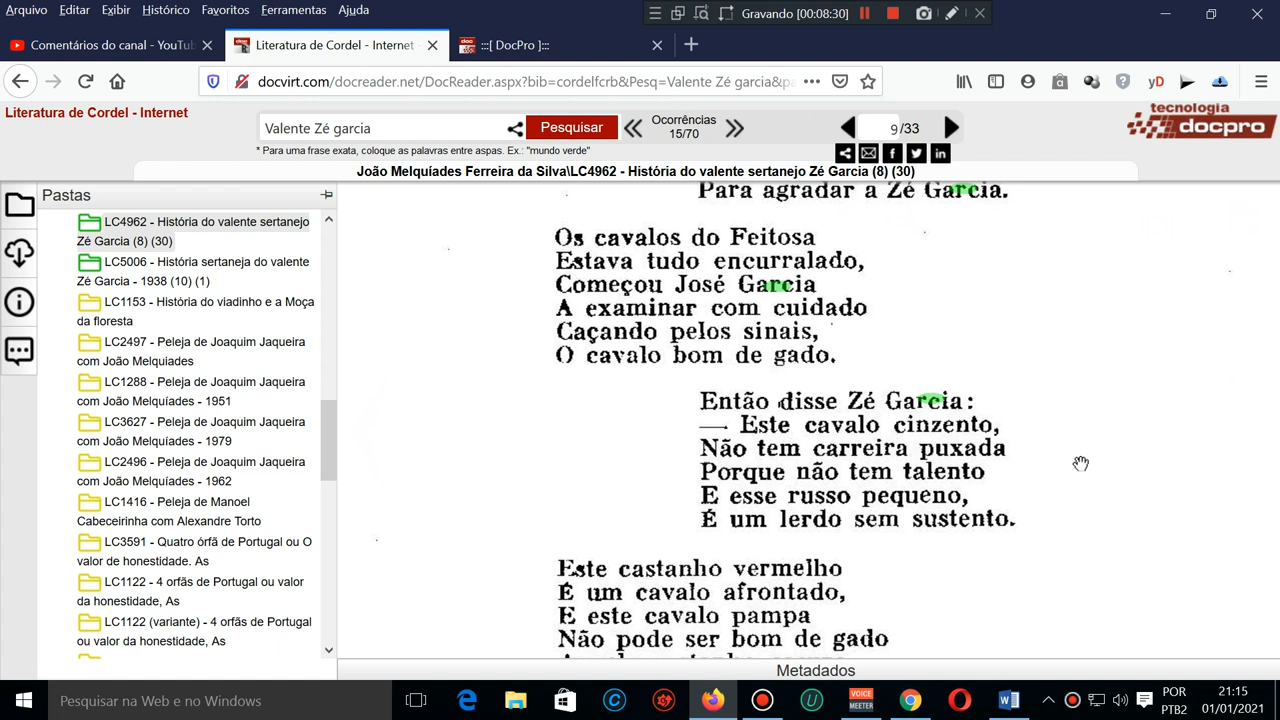 Arquivo Editar Exibir Histórico Favoritos Ferramentas Ajuda
Gravando [00:08:30]
Comentários do canal - YouTu
Literatura de Cordel - Internet -
:::[ DocPro ]:::
docvirt.com/docreader.net/DocReader.aspx?bib=cordelfcrb&Pesq=Valente Zé garcia&pa
yD
Literatura de Cordel - Internet
Valente Zé garcia
Pesquisar
Ocorrências
15/70
9 /33
tecnologia
docpro
* Para uma frase exata, coloque as palavras entre aspas. Ex.: "mundo verde"
João Melquíades Ferreira da Silva\LC4962 - História do valente sertanejo Zé Garcia (8) (30)
Pastas
LC4962 - História do valente sertanejo
Zé Garcia (8) (30)
LC5006 - História sertaneja do valente
Zé Garcia - 1938 (10) (1)
LC1153 - História do viadinho e a Moça
da floresta
LC2497 - Peleja de Joaquim Jaqueira
com João Melquiades
LC1288 - Peleja de Joaquim Jaqueira
com João Melquíades - 1951
LC3627 - Peleja de Joaquim Jaqueira
com João Melquíades - 1979
LC2496 - Peleja de Joaquim Jaqueira
com João Melquíades - 1962
LC1416 - Peleja de Manoel
Cabeceirinha com Alexandre Torto
LC3591 - Quatro órfã de Portugal ou O
valor de honestidade. As
LC1122 - 4 orfãs de Portugal ou valor
da honestidade, As
LC1122 (variante) - 4 orfãs de Portugal
ou valor da honestidade, As
Para agradar a Zé Garcia.
Os cavalos do Feitosa
Estava tudo encurralado,
Começou José Garcia
A examinar com cuidado
Caçando pelos sinais,
O cavalo bom de gado.
Então disse Zé Garcia:
— Este cavalo cinzento,
Não tem carreira puxada
Porque não tem talento
E esse russo pequeno,
É um lerdo sem sustento.
Este castanho vermelho
É um cavalo afrontado,
E este cavalo pampa
Não pode ser bom de gado
Metadados
Pesquisar na Web e no Windows
VOICE
MEETER
POR
PTB2
21:15
01/01/2021